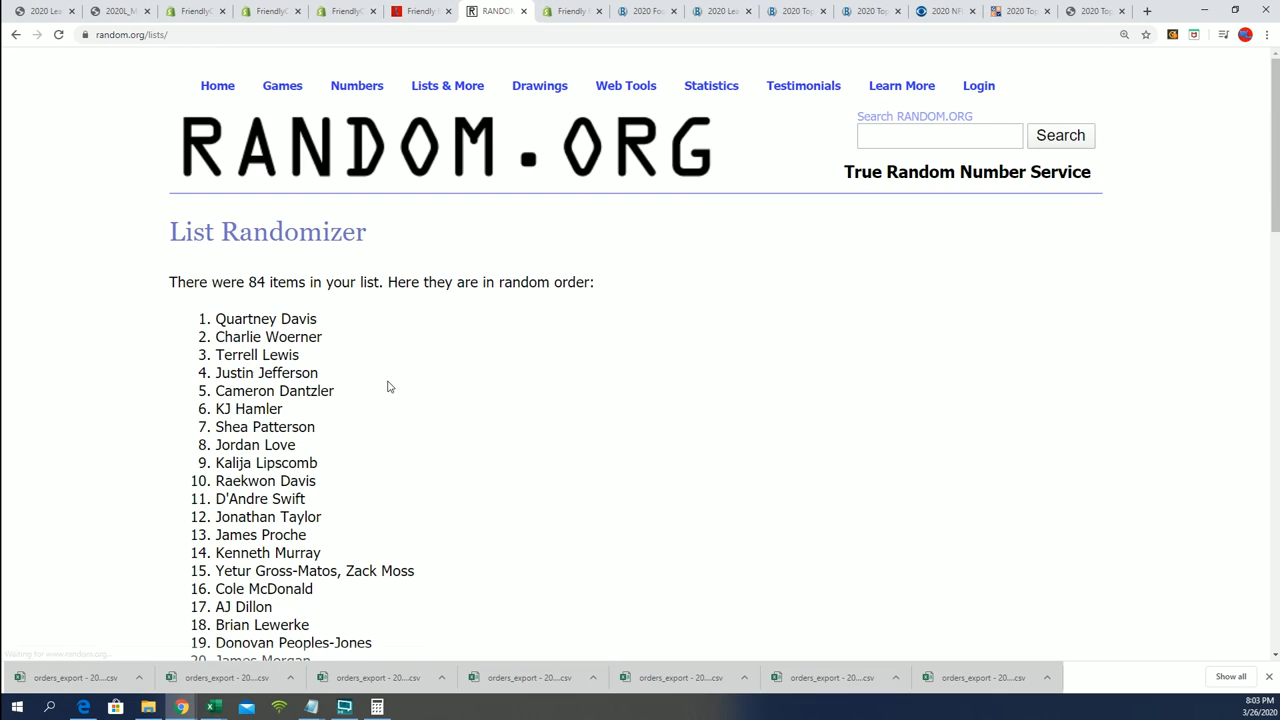 2020 Lea
2020L_M
FriendlyC
FriendlyC
FriendlyC
Friendly
RANDOM
Friendly
2020 Foo
2020 Lea
2020 Top
2020 Top
2020 NFL
2020 Top
2020 Top
random.org/lists/
Home Games Numbers Lists & More Drawings Web Tools Statistics Testimonials Learn More Login
RANDOM.ORG
Search RANDOM.ORG
Search
True Random Number Service
List Randomizer
There were 84 items in your list. Here they are in random order:
1. Quartney Davis
2. Charlie Woerner
3. Terrell Lewis
4. Justin Jefferson
5. Cameron Dantzler
6. KJ Hamler
7. Shea Patterson
8. Jordan Love
9. Kalija Lipscomb
10. Raekwon Davis
11. D'Andre Swift
12. Jonathan Taylor
13. James Proche
14. Kenneth Murray
15. Yetur Gross-Matos, Zack Moss
16. Cole McDonald
17. AJ Dillon
18. Brian Lewerke
19. Donovan Peoples-Jones
20. James Morgan
Waiting for www.random.org...
orders_export - 20....csv
orders_export - 20....csv
orders_export - 20....csv
orders_export - 20....csv
orders_export - 20....csv
orders_export - 20....csv
orders_export - 20....csv
Show all
8:03 PM
3/26/2020